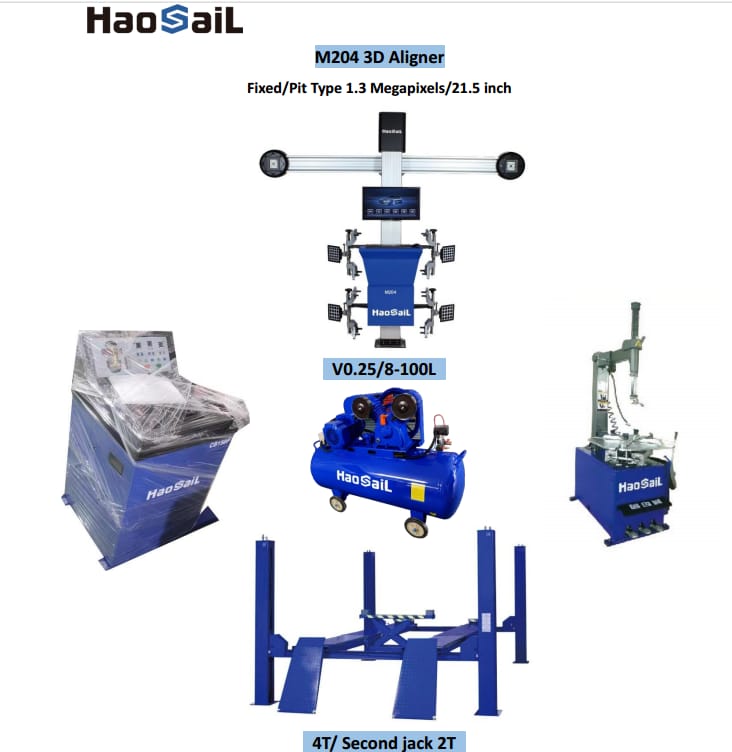 HaoSaiL
M204 3D Aligner
Fixed/Pit Type 1.3 Megapixels/21.5 inch
HaoSaiL
M204
HaoSaiL
V0.25/8-100L
HaoSaiL
HaoSaiL
HaoSaiL
4T/ Second jack 2T